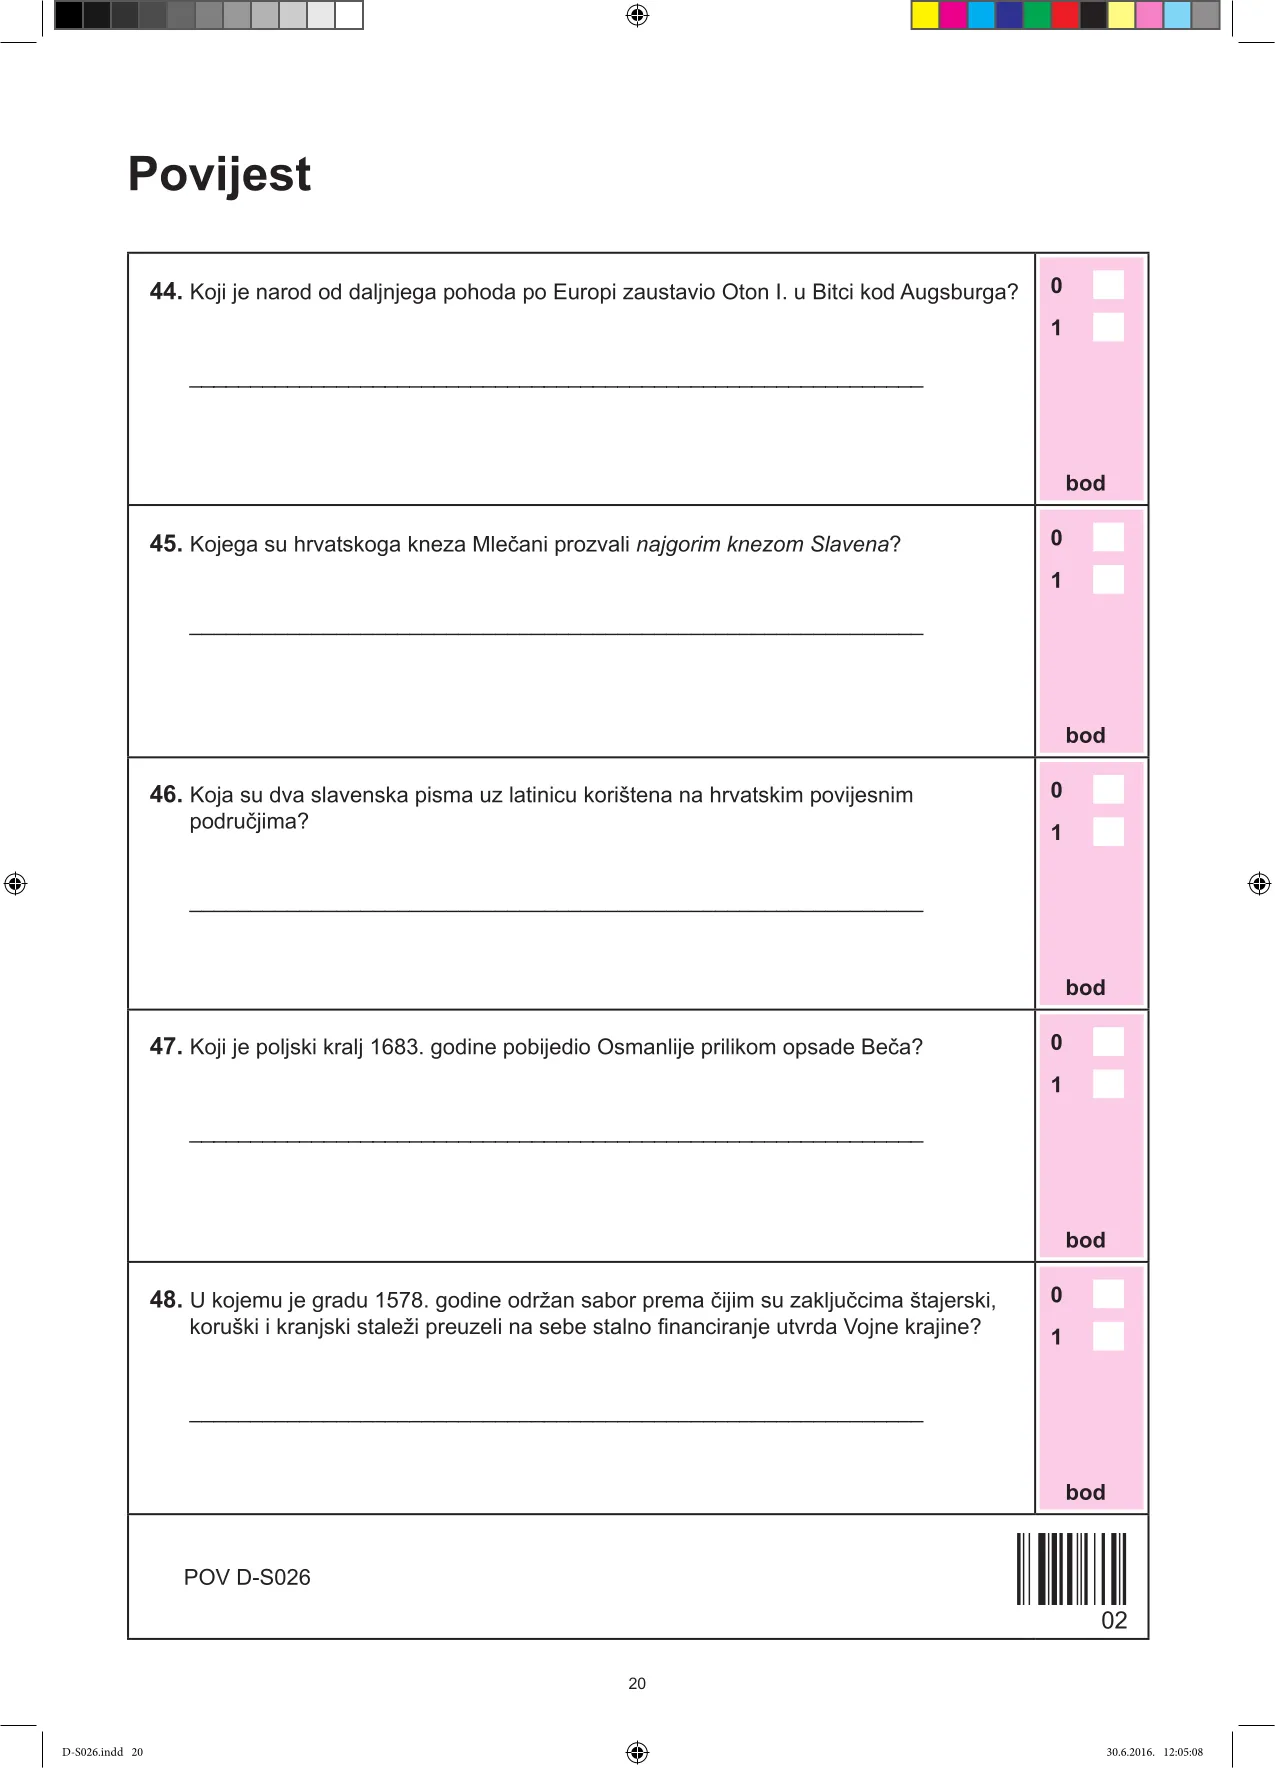 Povijest
44. Koji je narod od daljnjega pohoda po Europi zaustavio Oton I. u Bitci kod Augsburga?
0
1
bod
45. Kojega su hrvatskoga kneza Mlečani prozvali najgorim knezom Slavena?
0
1
bod
46. Koja su dva slavenska pisma uz latinicu korištena na hrvatskim povijesnim
područjima?
0
1
bod
47. Koji je poljski kralj 1683. godine pobijedio Osmanlije prilikom opsade Beča?
0
1
bod
48. U kojemu je gradu 1578. godine održan sabor prema čijim su zaključcima štajerski,
koruški i kranjski staleži preuzeli na sebe stalno financiranje utvrda Vojne krajine?
0
1
bod
POV D-S026
02
20
D-S026.indd 20
30.6.2016. 12:05:08